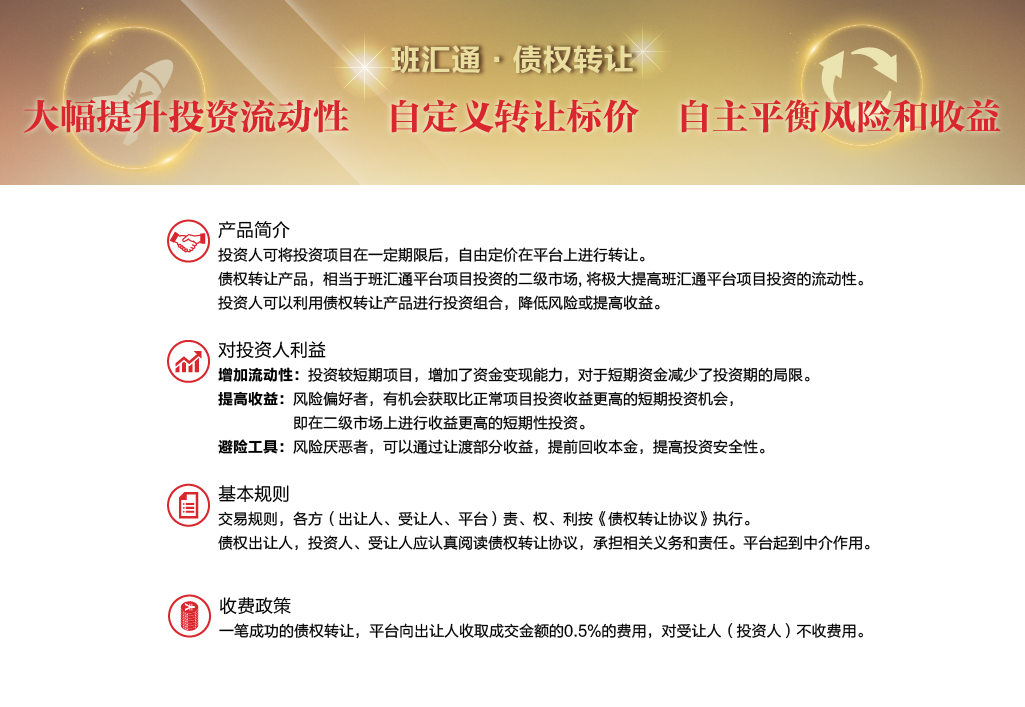 班汇通·债权转让
大幅提升投资流动性 自定义转让标价 自主平衡风险和收益
产品简介
投资人可将投资项目在一定期限后，自由定价在平台上进行转让。
债权转让产品，相当于班汇通平台项目投资的二级市场, 将极大提高班汇通平台项目投资的流动性。
投资人可以利用债权转让产品进行投资组合，降低风险或提高收益。
对投资人利益
增加流动性：投资较短期项目，增加了资金变现能力，对于短期资金减少了投资期的局限。
提高收益：风险偏好者，有机会获取比正常项目投资收益更高的短期投资机会，
即在二级市场上进行收益更高的短期性投资。
避险工具：风险厌恶者，可以通过让渡部分收益，提前回收本金，提高投资安全性。
基本规则
交易规则，各方（出让人、受让人、平台）责、权、利按《债权转让协议》执行。
债权出让人，投资人、受让人应认真阅读债权转让协议，承担相关义务和责任。平台起到中介作用。
收费政策
一笔成功的债权转让，平台向出让人收取成交金额的0.5%的费用，对受让人（投资人）不收费用。